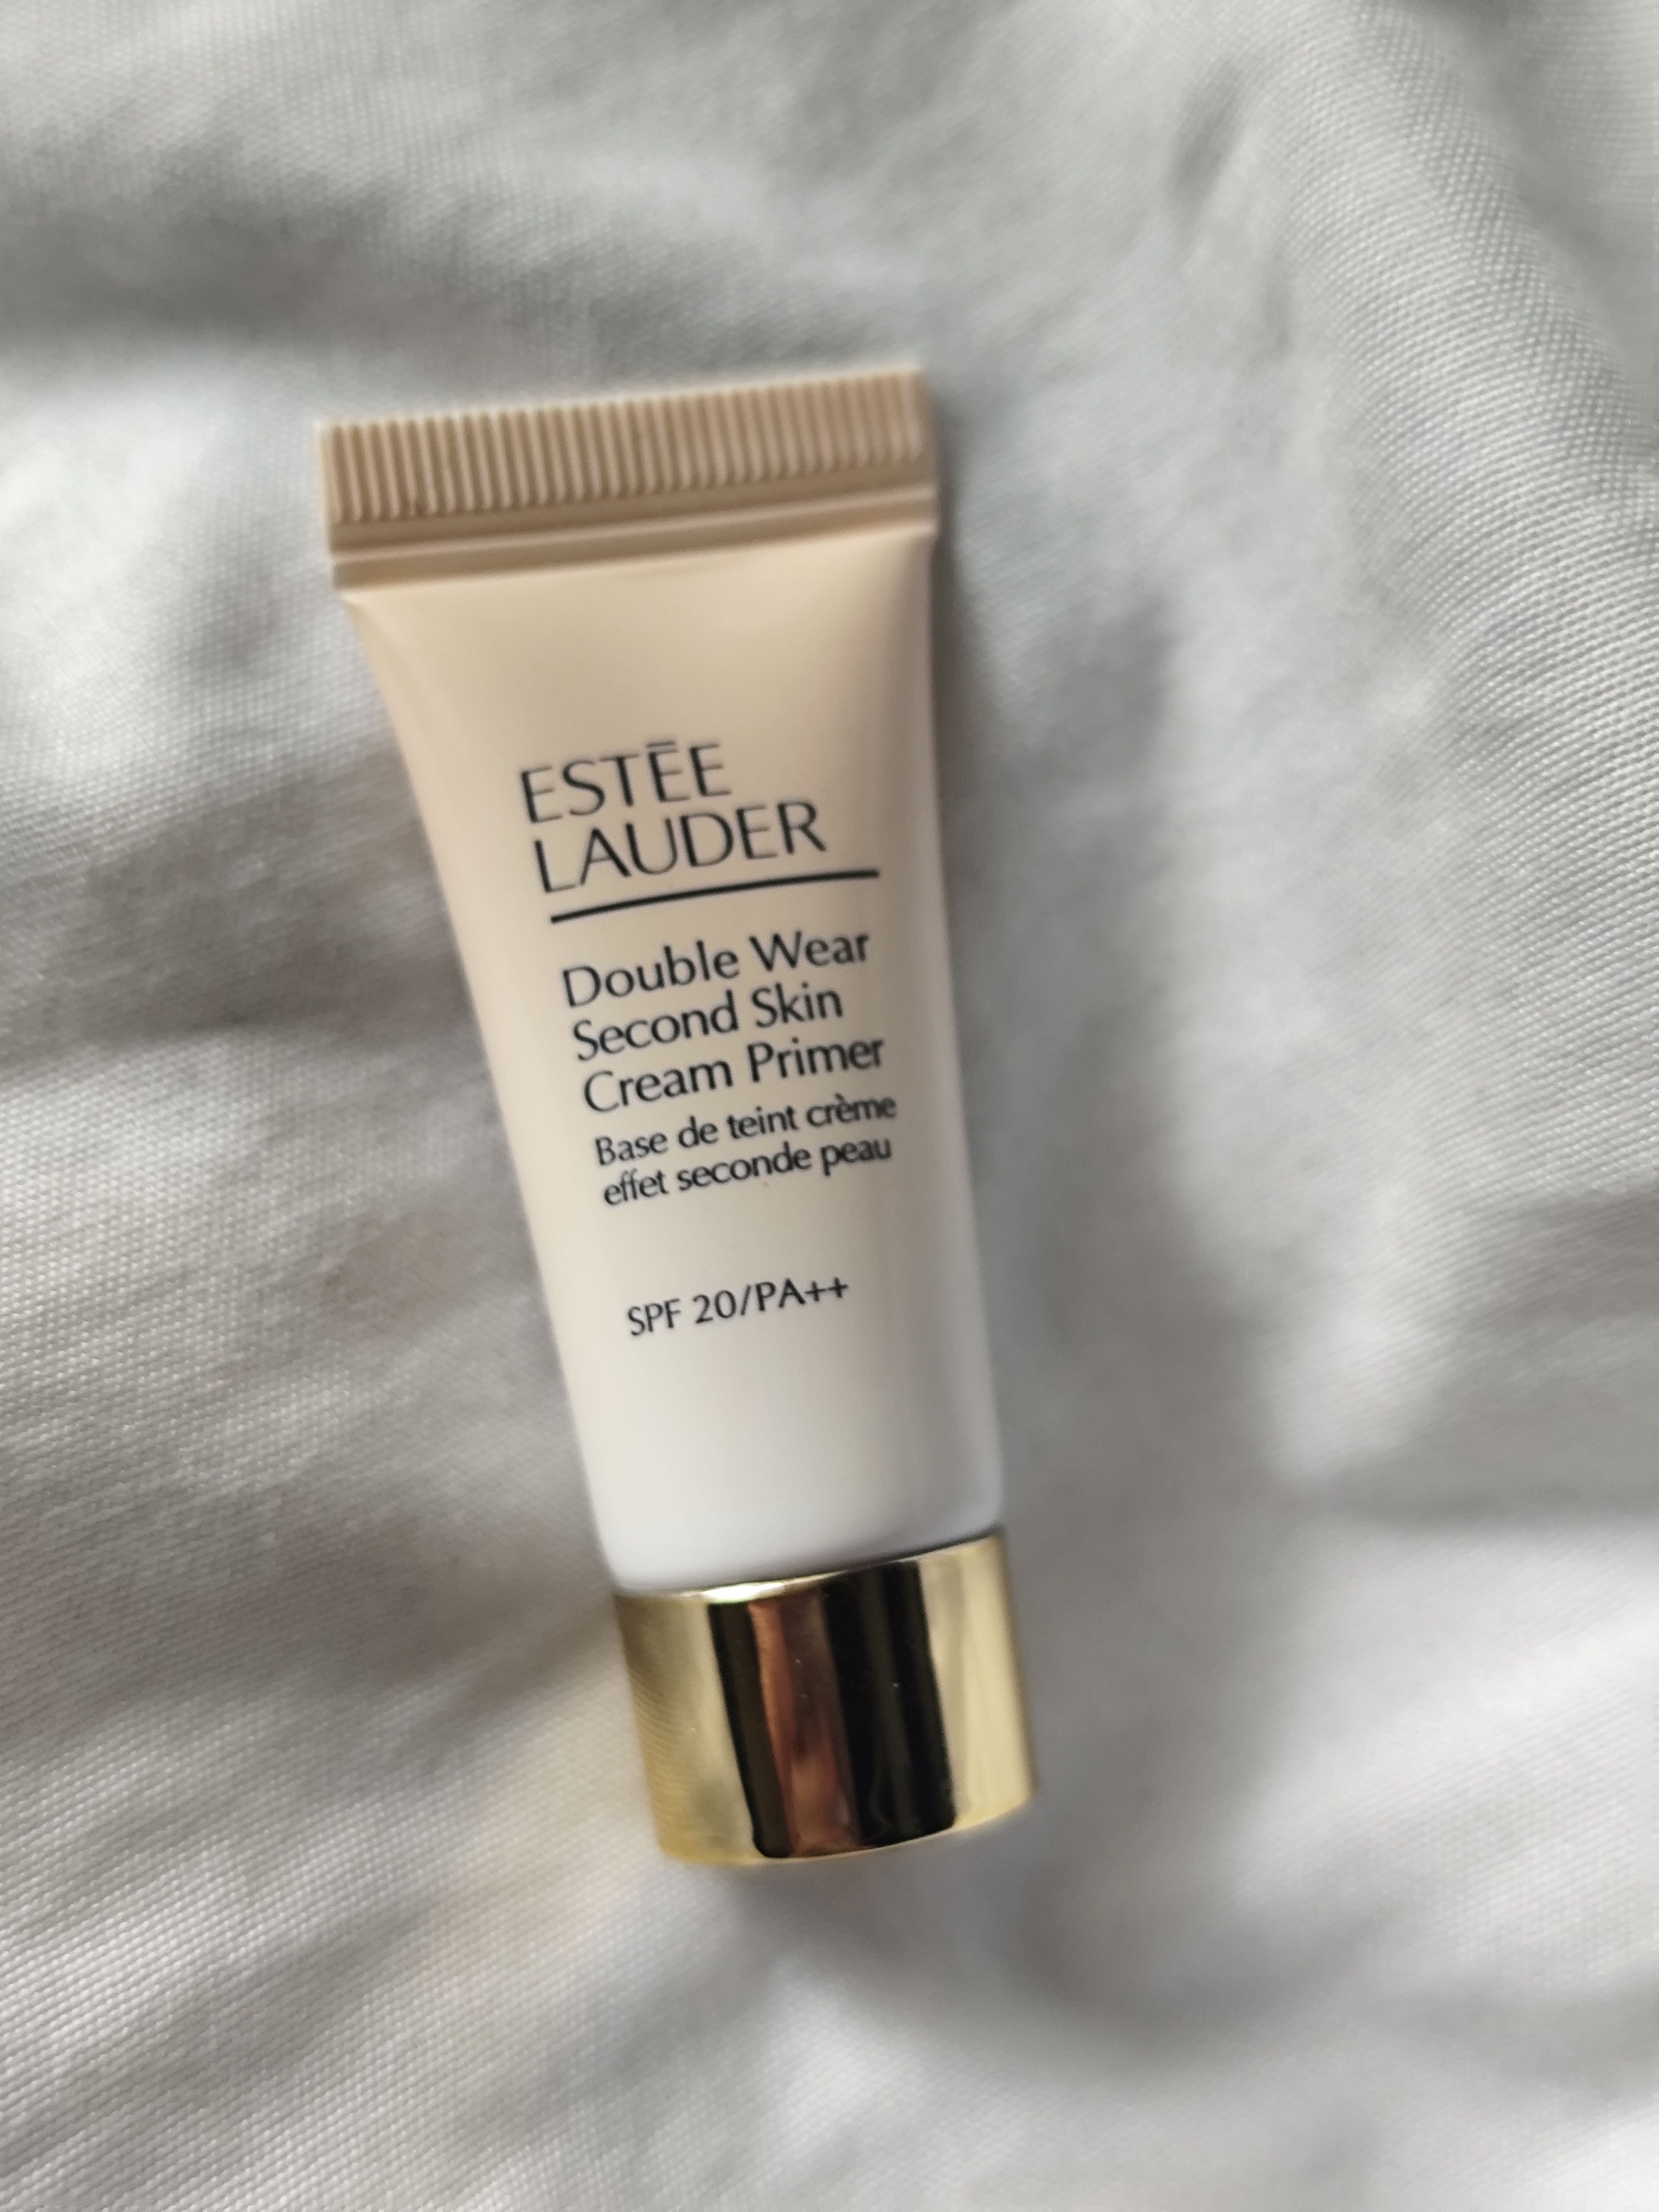 ESTĒE
LAUDER
Double Wear
Second Skin
Cream Primer
Base de teint crème
effet seconde peau
SPF 20/PA++